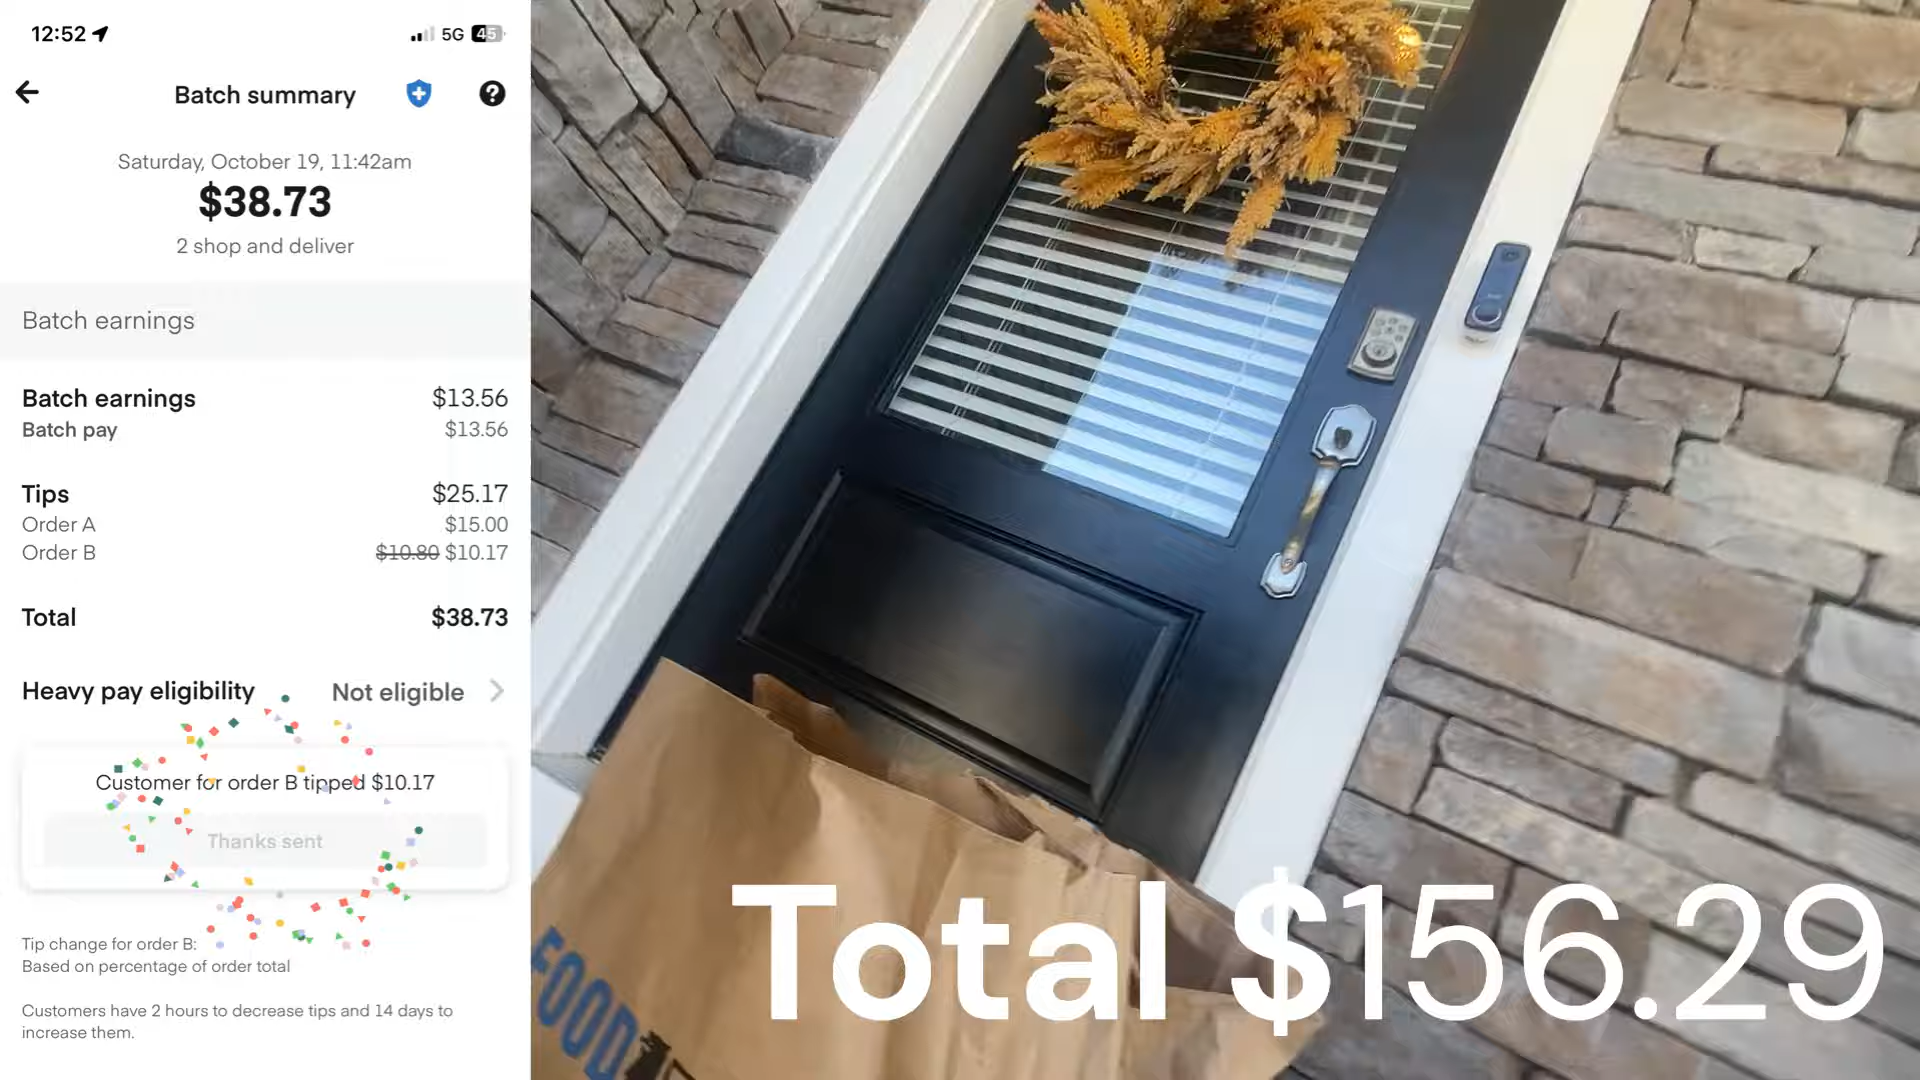 12:52
5G 45
Batch summary
Saturday, October 19, 11:42am
$38.73
2 shop and deliver
Batch earnings
Batch earnings $13.56
Batch pay $13.56
Tips $25.17
Order A $15.00
Order B $10.80 $10.17
Total $38.73
Heavy pay eligibility Not eligible
Customer for order B tipped $10.17
Thanks sent
Tip change for order B:
Based on percentage of order total
Customers have 2 hours to decrease tips and 14 days to
increase them.
FOOD
Total $156.29